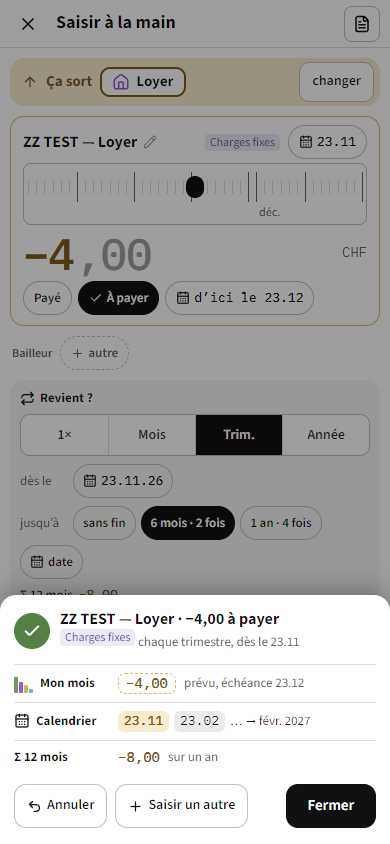 Saisir à la main
Ça sort Loyer changer
ZZ TEST — Loyer Charges fixes 23.11
déc.
−4,00 CHF
Payé À payer d’ici le 23.12
Bailleur + autre
Revient ?
1× Mois Trim. Année
dès le 23.11.26
jusqu’à sans fin 6 mois · 2 fois 1 an · 4 fois
date
Σ 12 mois −8,00
ZZ TEST — Loyer · −4,00 à payer
Charges fixes chaque trimestre, dès le 23.11
Mon mois −4,00 prévu, échéance 23.12
Calendrier 23.11 23.02 … → févr. 2027
Σ 12 mois −8,00 sur un an
Annuler + Saisir un autre Fermer